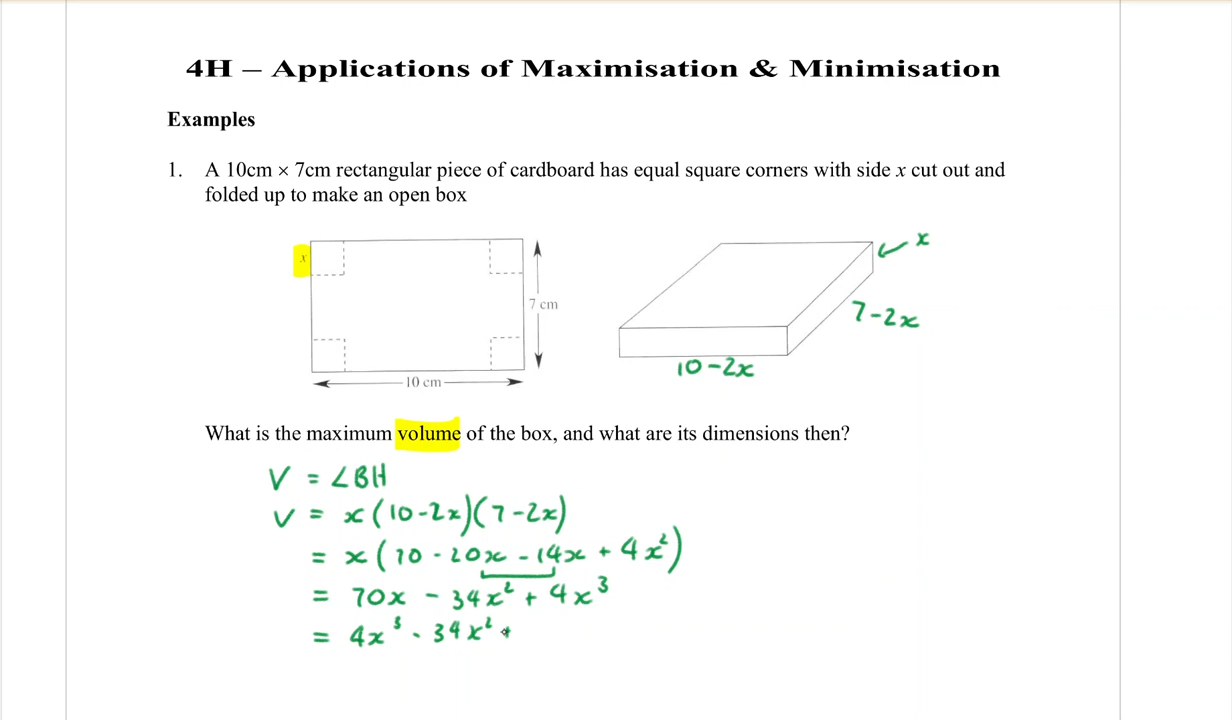 4H – Applications of Maximisation & Minimisation
Examples
1. A 10cm × 7cm rectangular piece of cardboard has equal square corners with side x cut out and
folded up to make an open box
x
7 cm
10 cm
x
7-2x
10-2x
What is the maximum volume of the box, and what are its dimensions then?
V = LBH
V = x(10-2x)(7-2x)
= x(70 - 20x - 14x + 4x²)
= 70x - 34x² + 4x³
= 4x³ - 34x² +